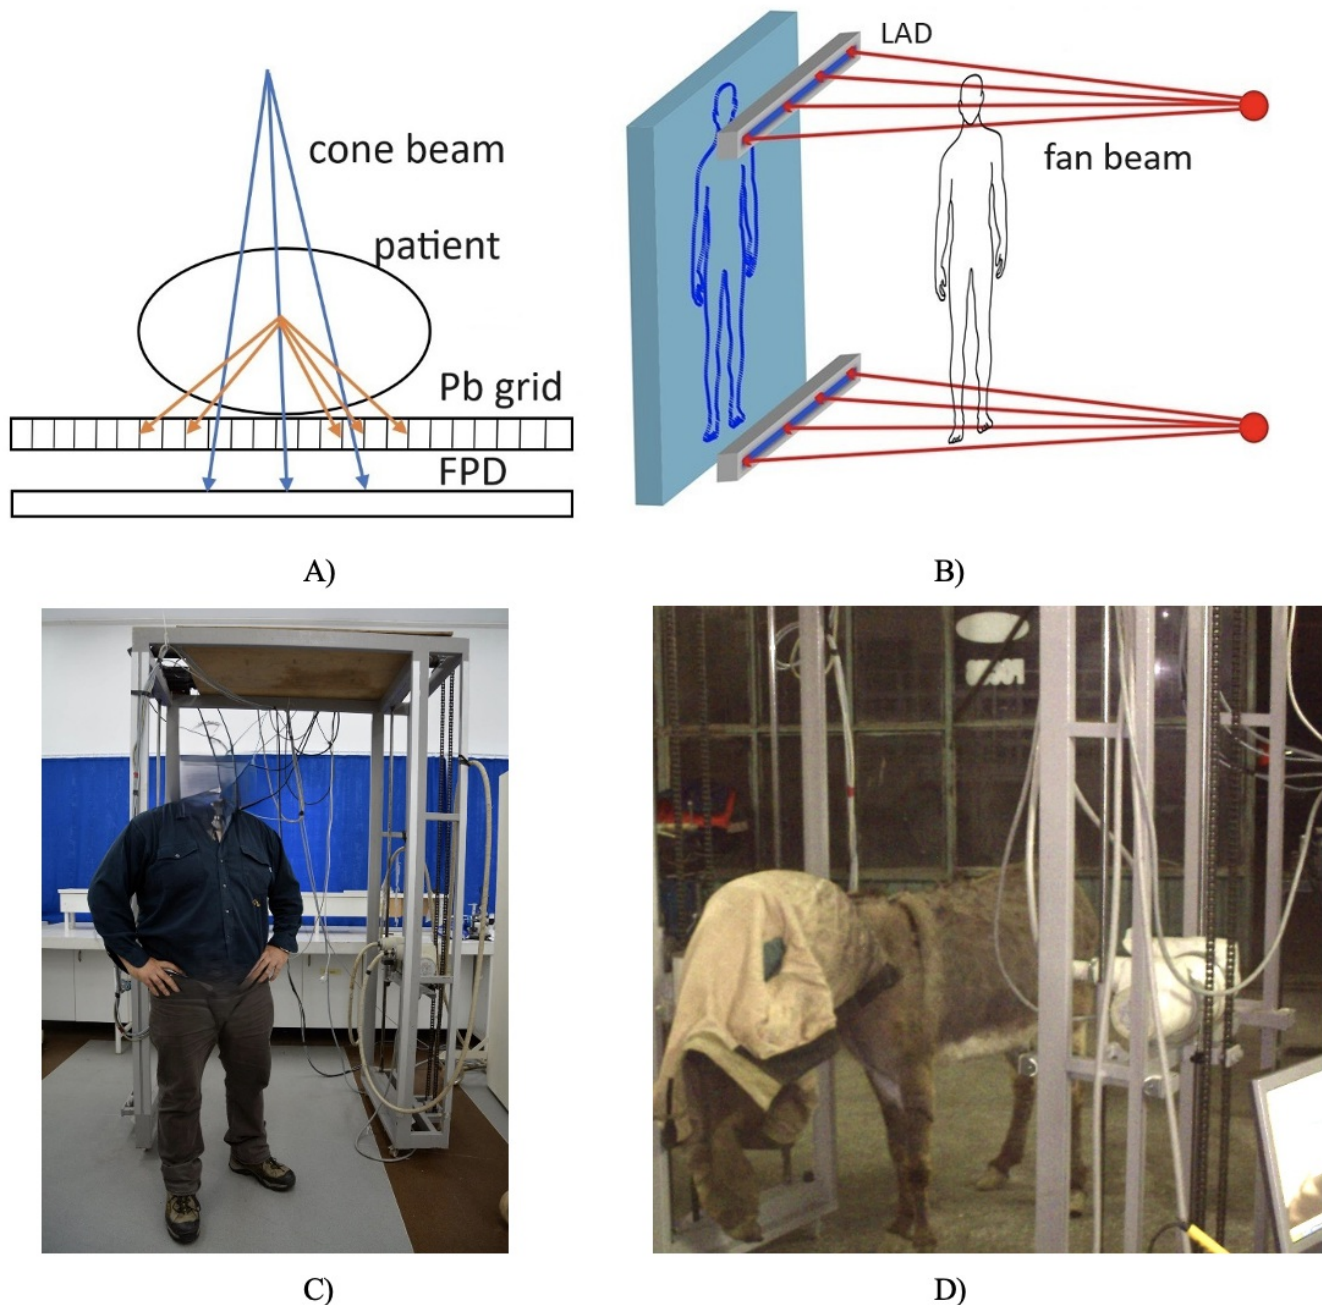 cone beam
patient
Pb grid
FPD
A)
LAD
fan beam
B)
C)
D)